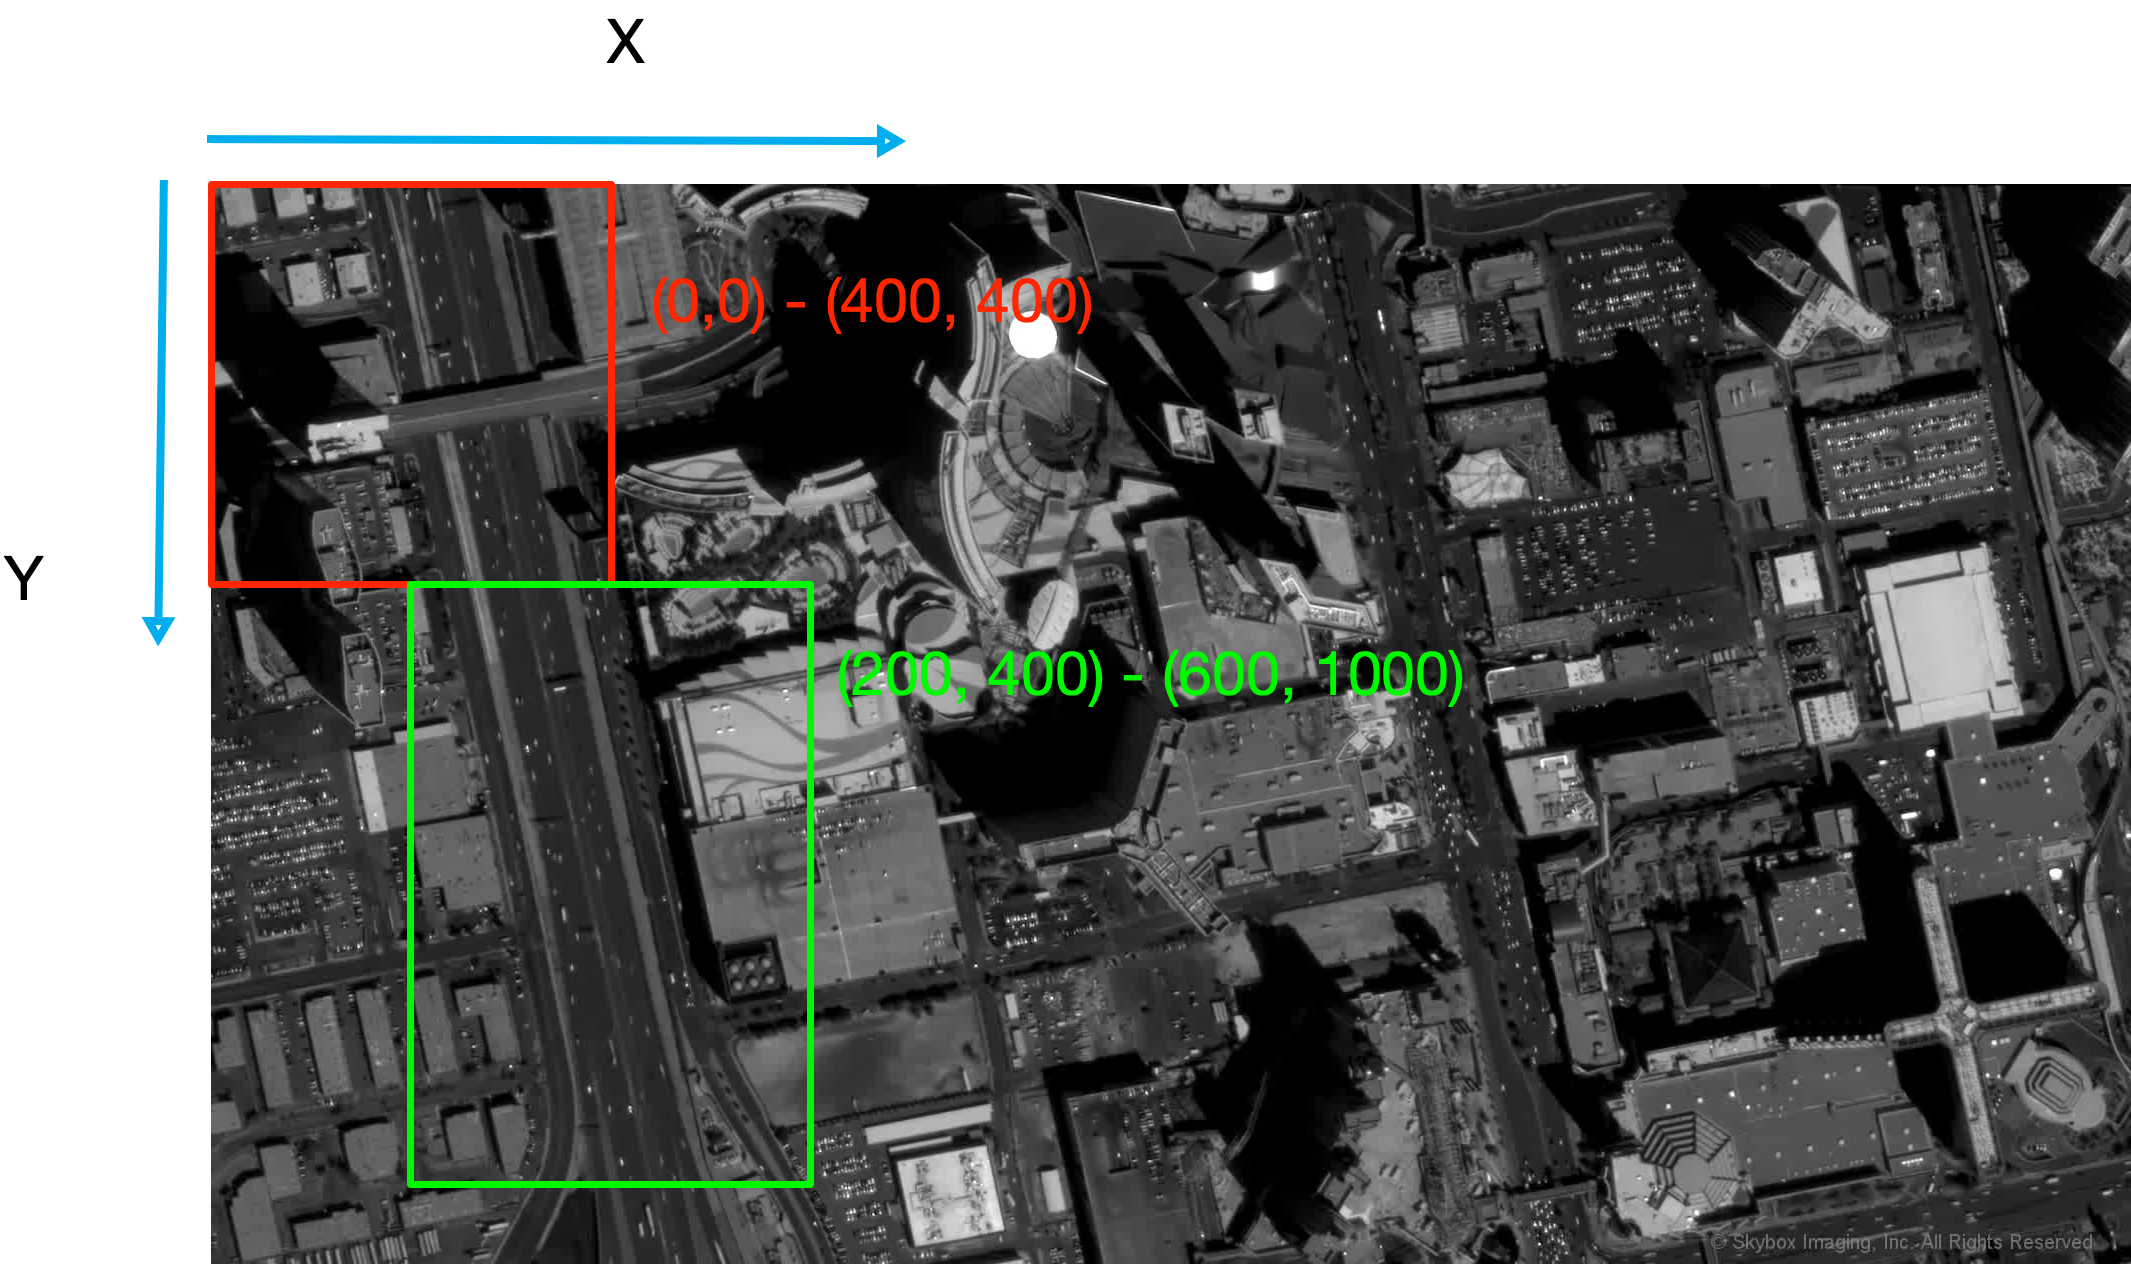 X
(0,0) - (400, 400)
Y
(200, 400) - (600, 1000)
© Skybox Imaging, Inc. All Rights Reserved